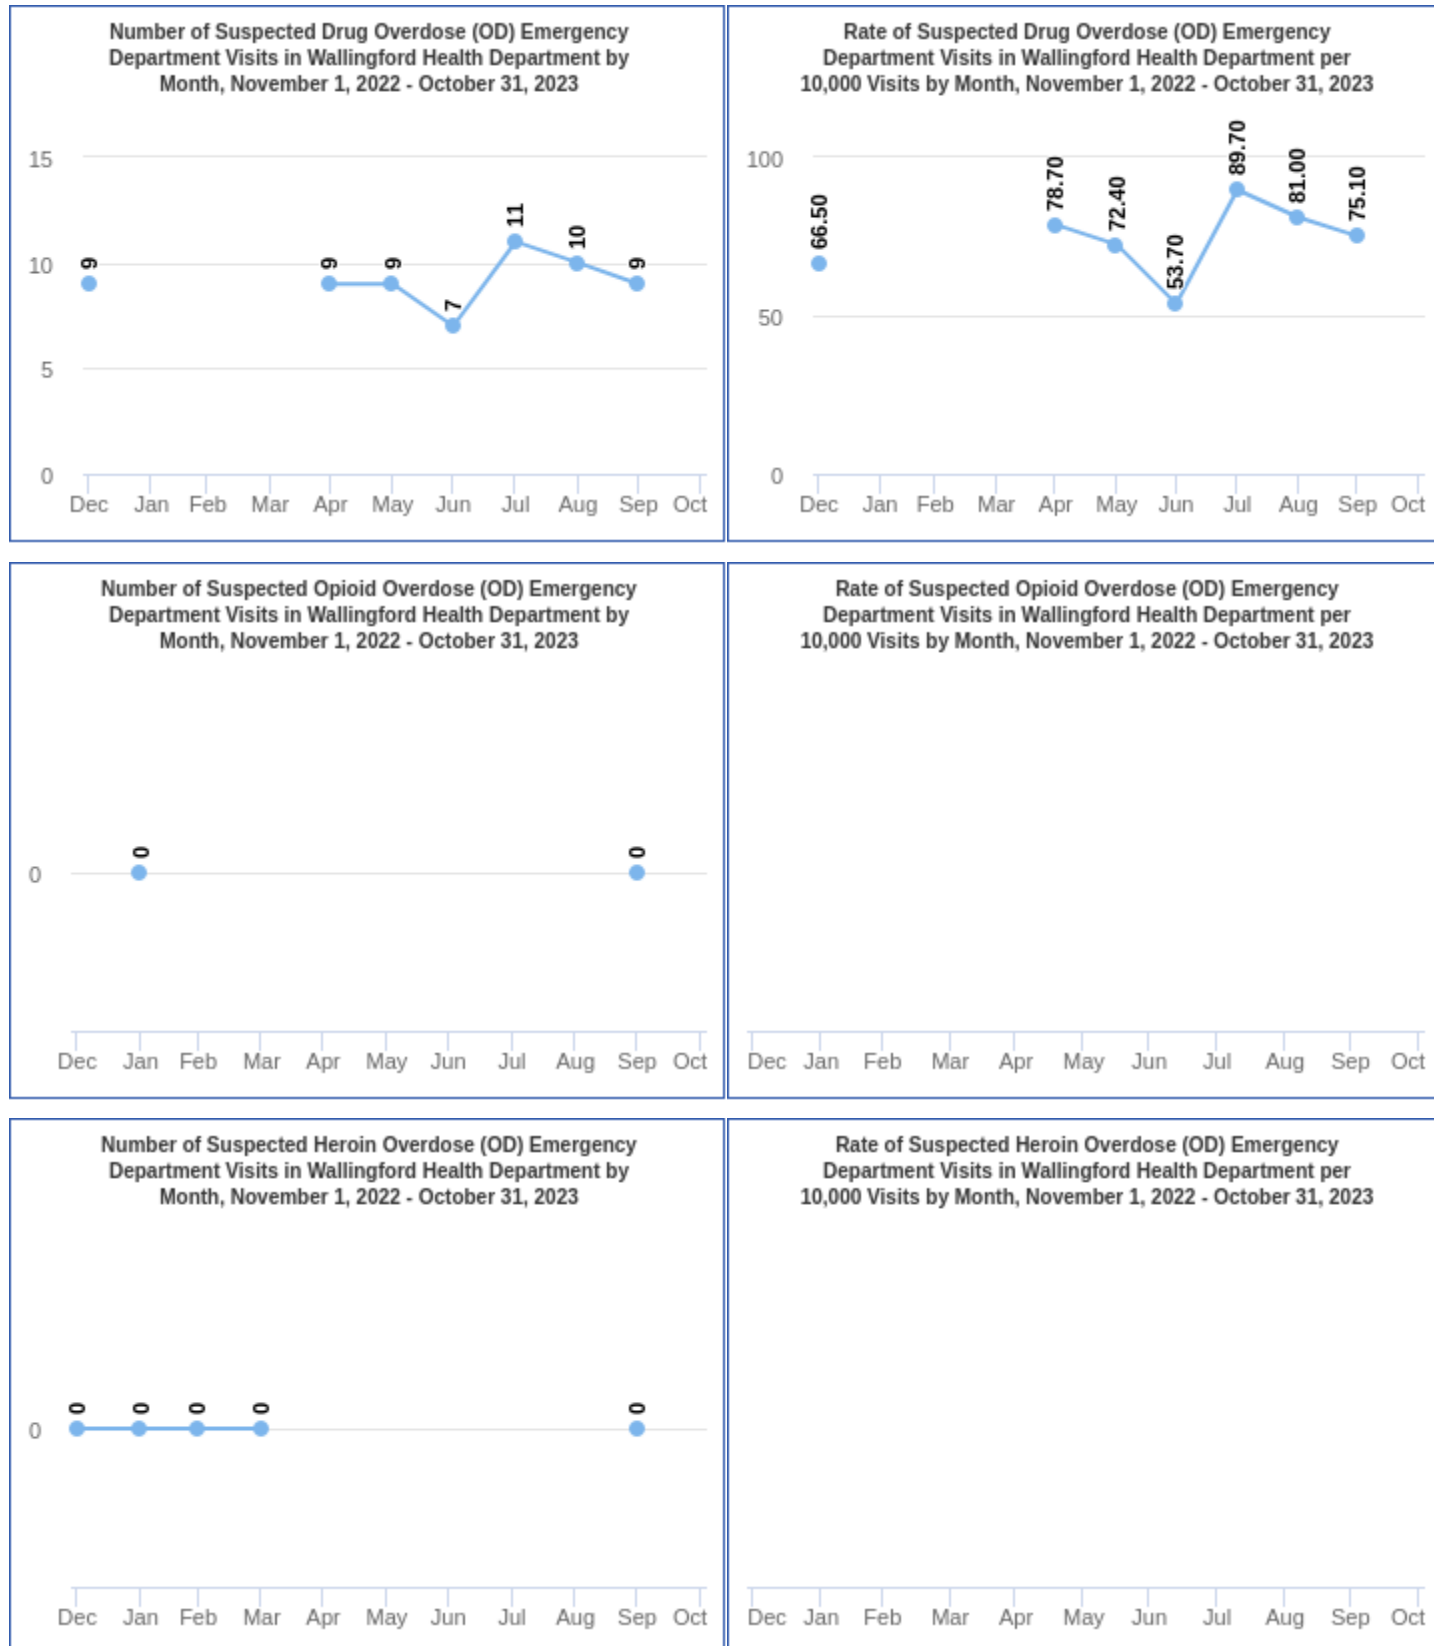 Number of Suspected Drug Overdose (OD) Emergency
Department Visits in Wallingford Health Department by
Month, November 1, 2022 - October 31, 2023
15
10
5
0
9
9
9
7
11
10
9
Dec Jan Feb Mar Apr May Jun Jul Aug Sep Oct
Rate of Suspected Drug Overdose (OD) Emergency
Department Visits in Wallingford Health Department per
10,000 Visits by Month, November 1, 2022 - October 31, 2023
100
50
0
66.50
78.70
72.40
53.70
89.70
81.00
75.10
Dec Jan Feb Mar Apr May Jun Jul Aug Sep Oct
Number of Suspected Opioid Overdose (OD) Emergency
Department Visits in Wallingford Health Department by
Month, November 1, 2022 - October 31, 2023
0
0
0
Dec Jan Feb Mar Apr May Jun Jul Aug Sep Oct
Rate of Suspected Opioid Overdose (OD) Emergency
Department Visits in Wallingford Health Department per
10,000 Visits by Month, November 1, 2022 - October 31, 2023
Dec Jan Feb Mar Apr May Jun Jul Aug Sep Oct
Number of Suspected Heroin Overdose (OD) Emergency
Department Visits in Wallingford Health Department by
Month, November 1, 2022 - October 31, 2023
0
0
0
0
0
0
Dec Jan Feb Mar Apr May Jun Jul Aug Sep Oct
Rate of Suspected Heroin Overdose (OD) Emergency
Department Visits in Wallingford Health Department per
10,000 Visits by Month, November 1, 2022 - October 31, 2023
Dec Jan Feb Mar Apr May Jun Jul Aug Sep Oct